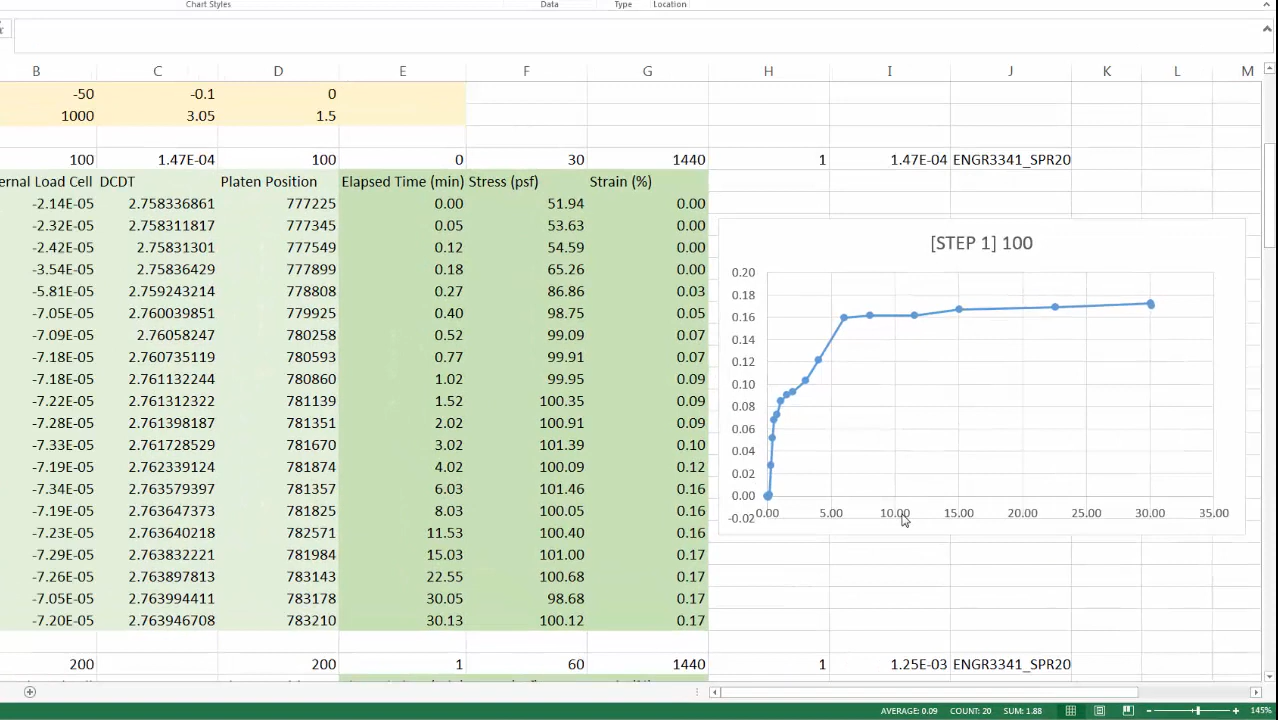 Chart Styles Data Type Location
B C D E F G H I J K L M
-50 -0.1 0
1000 3.05 1.5
100 1.47E-04 100 0 30 1440 1 1.47E-04 ENGR3341_SPR20
ernal Load Cell DCDT Platen Position Elapsed Time (min) Stress (psf) Strain (%)
-2.14E-05 2.758336861 777225 0.00 51.94 0.00
-2.32E-05 2.758311817 777345 0.05 53.63 0.00
-2.42E-05 2.75831301 777549 0.12 54.59 0.00
-3.54E-05 2.75836429 777899 0.18 65.26 0.00
-5.81E-05 2.759243214 778808 0.27 86.86 0.03
-7.05E-05 2.760039851 779925 0.40 98.75 0.05
-7.09E-05 2.76058247 780258 0.52 99.09 0.07
-7.18E-05 2.760735119 780593 0.77 99.91 0.07
-7.18E-05 2.761132244 780860 1.02 99.95 0.09
-7.22E-05 2.761312322 781139 1.52 100.35 0.09
-7.28E-05 2.761398187 781351 2.02 100.91 0.09
-7.33E-05 2.761728529 781670 3.02 101.39 0.10
-7.19E-05 2.762339124 781874 4.02 100.09 0.12
-7.34E-05 2.763579397 781357 6.03 101.46 0.16
-7.19E-05 2.763647373 781825 8.03 100.05 0.16
-7.23E-05 2.763640218 782571 11.53 100.40 0.16
-7.29E-05 2.763832221 781984 15.03 101.00 0.17
-7.26E-05 2.763897813 783143 22.55 100.68 0.17
-7.05E-05 2.763994411 783178 30.05 98.68 0.17
-7.20E-05 2.763946708 783210 30.13 100.12 0.17
200 200 1 60 1440 1 1.25E-03 ENGR3341_SPR20
[STEP 1] 100
0.20
0.18
0.16
0.14
0.12
0.10
0.08
0.06
0.04
0.02
0.00
-0.02
0.00 5.00 10.00 15.00 20.00 25.00 30.00 35.00
AVERAGE: 0.09 COUNT: 20 SUM: 1.88 145%